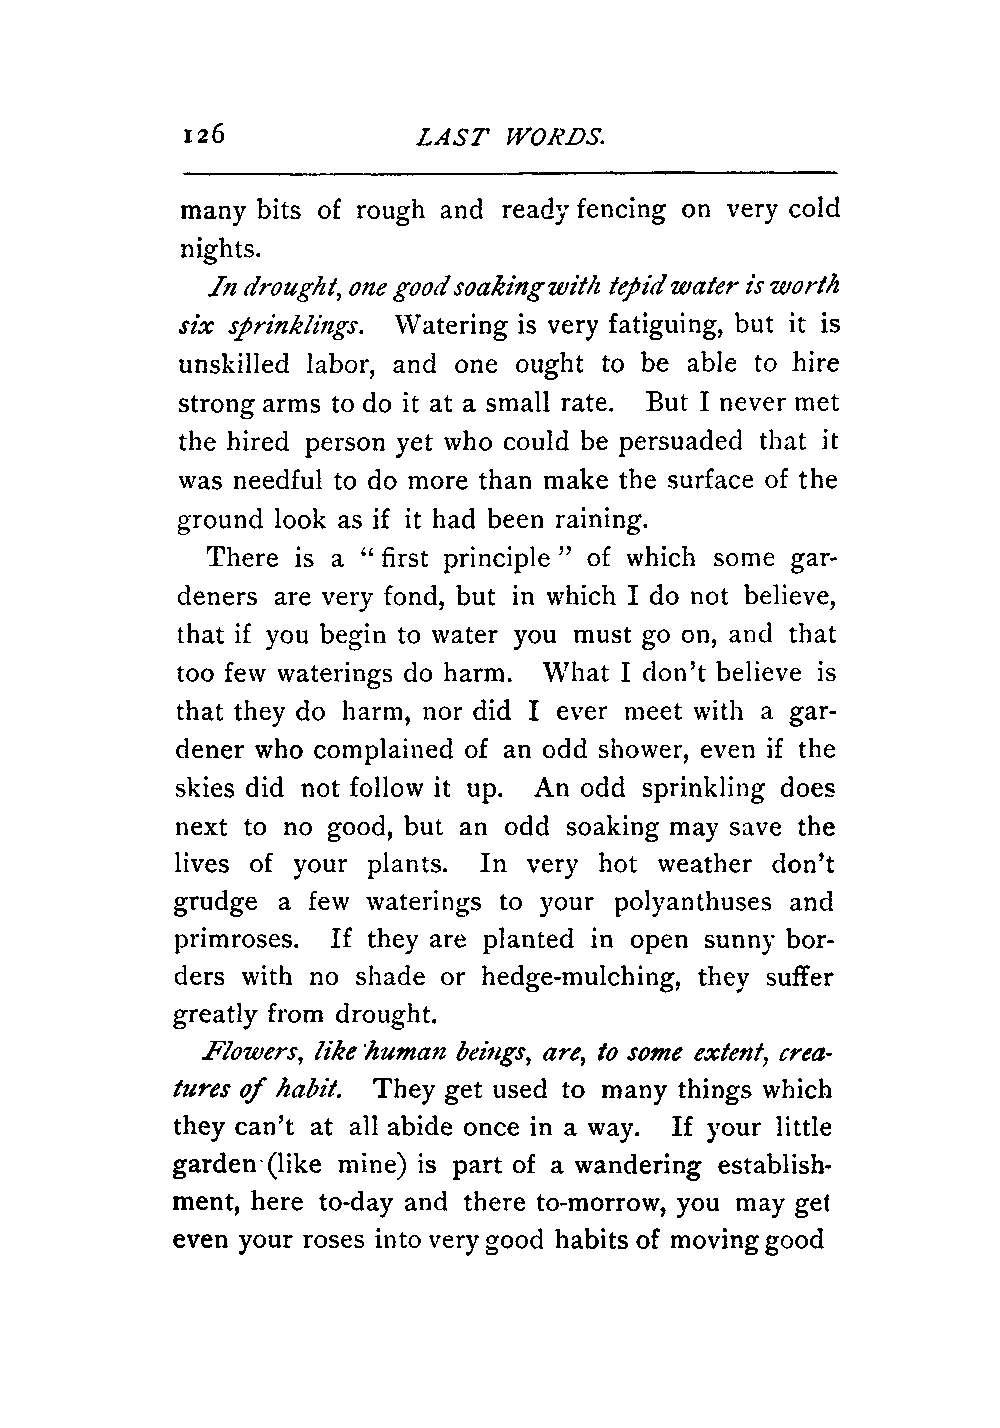 126 LAST WORDS.
many bits of rough and ready fencing on very cold
nights.
In drought, one good soaking with tepid water is worth
six sprinklings. Watering is very fatiguing, but it is
unskilled labor, and one ought to be able to hire
strong arms to do it at a small rate. But I never met
the hired person yet who could be persuaded that it
was needful to do more than make the surface of the
ground look as if it had been raining.
There is a “first principle” of which some gar-
deners are very fond, but in which I do not believe,
that if you begin to water you must go on, and that
too few waterings do harm. What I don't believe is
that they do harm, nor did I ever meet with a gar-
dener who complained of an odd shower, even if the
skies did not follow it up. An odd sprinkling does
next to no good, but an odd soaking may save the
lives of your plants. In very hot weather don't
grudge a few waterings to your polyanthuses and
primroses. If they are planted in open sunny bor-
ders with no shade or hedge-mulching, they suffer
greatly from drought.
Flowers, like human beings, are, to some extent, crea-
tures of habit. They get used to many things which
they can't at all abide once in a way. If your little
garden (like mine) is part of a wandering establish-
ment, here to-day and there to-morrow, you may get
even your roses into very good habits of moving good